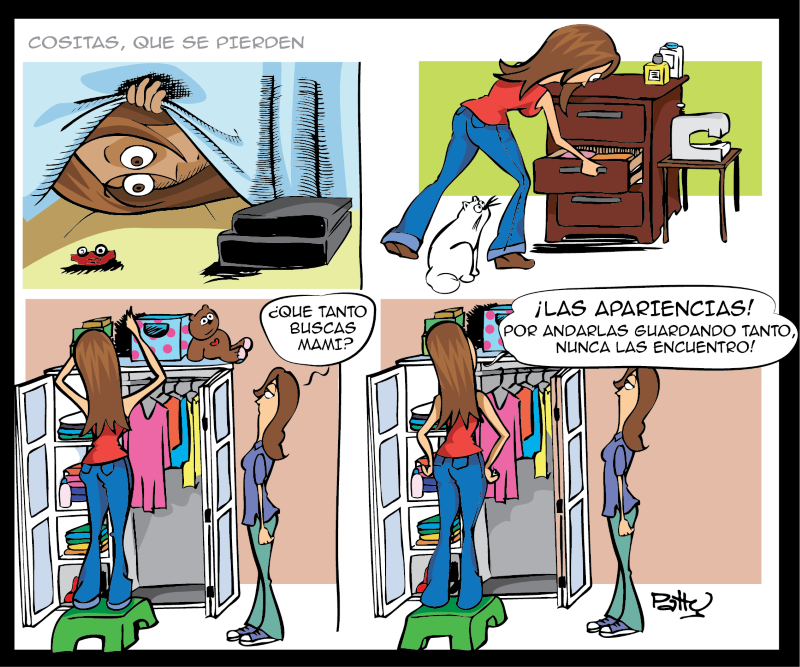 COSITAS, QUE SE PIERDEN
¿QUE TANTO
BUSCAS
MAMI?
¡LAS APARIENCIAS!
POR ANDARLAS GUARDANDO TANTO,
NUNCA LAS ENCUENTRO!
Patty